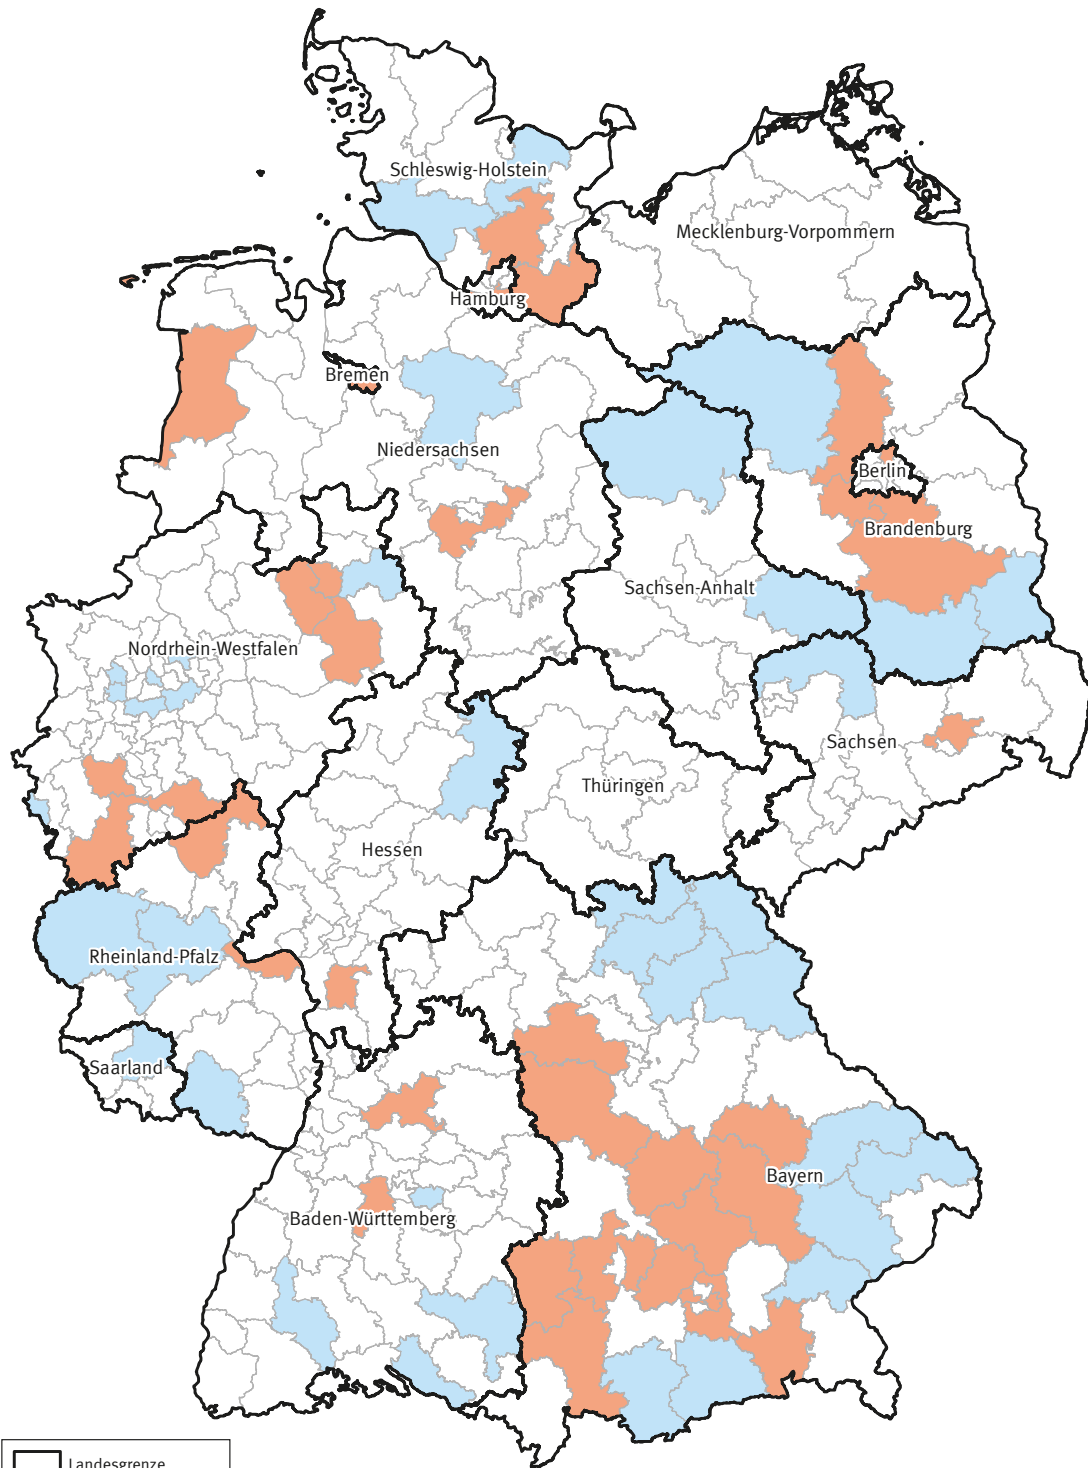 Schleswig-Holstein
Mecklenburg-Vorpommern
Hamburg
Bremen
Niedersachsen
Berlin
Brandenburg
Sachsen-Anhalt
Nordrhein-Westfalen
Sachsen
Thüringen
Hessen
Rheinland-Pfalz
Saarland
Bayern
Baden-Württemberg
Landesgrenze